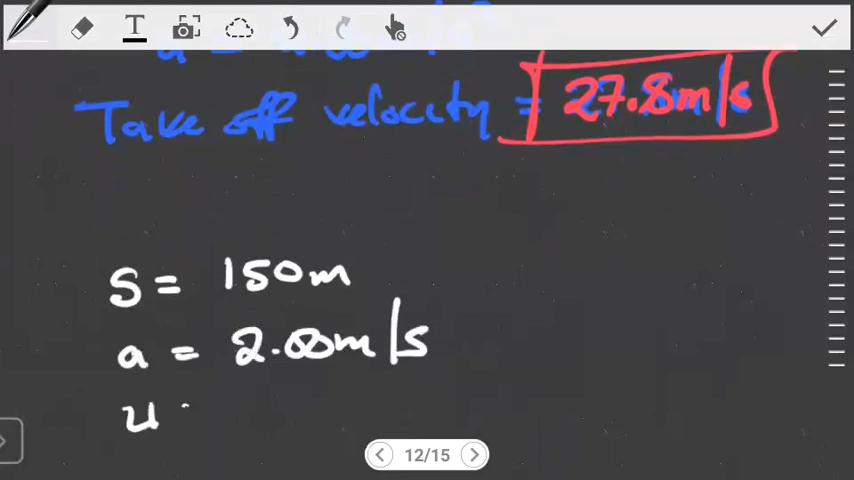 Take off velocity = 27.8m/s
S = 150m
a = 2.00m/s
u
12/15